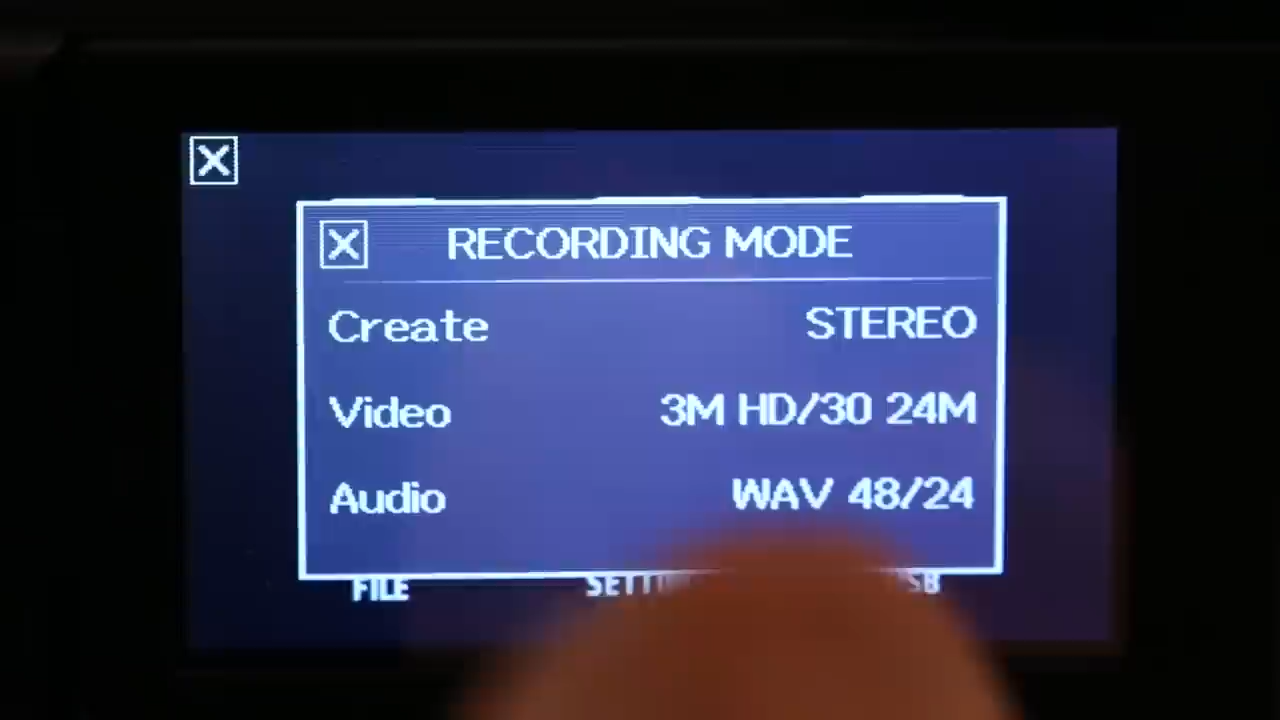 RECORDING MODE
Create STEREO
Video 3M HD/30 24M
Audio WAV 48/24
FILE